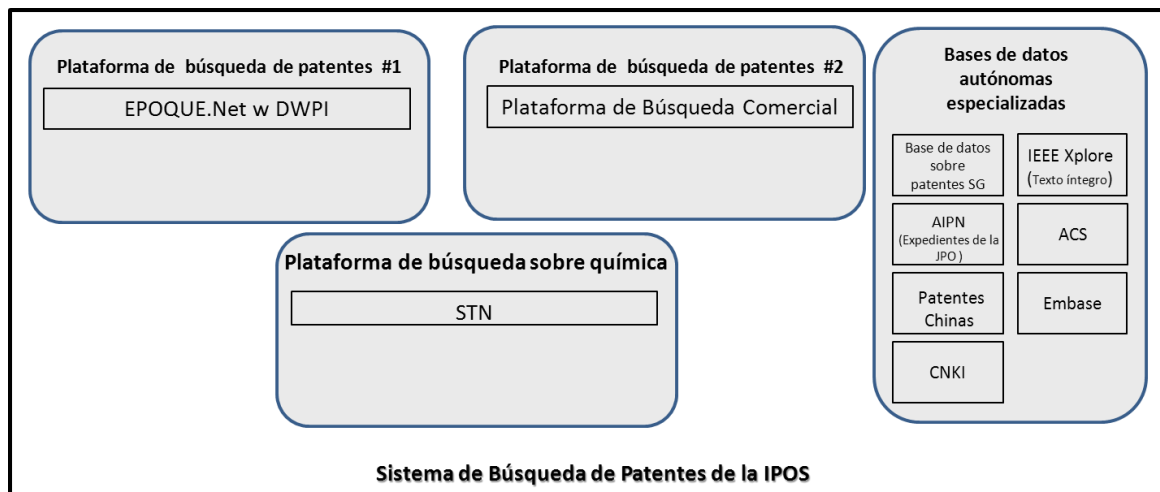 Plataforma de búsqueda de patentes #1
EPOQUE.Net w DWPI
Plataforma de búsqueda de patentes #2
Plataforma de Búsqueda Comercial
Plataforma de búsqueda sobre química
STN
Bases de datos
autónomas
especializadas
Base de datos
sobre
patentes SG
IEEE Xplore
(Texto íntegro)
AIPN
(Expedientes de la
JPO )
ACS
Patentes
Chinas
Embase
CNKI
Sistema de Búsqueda de Patentes de la IPOS